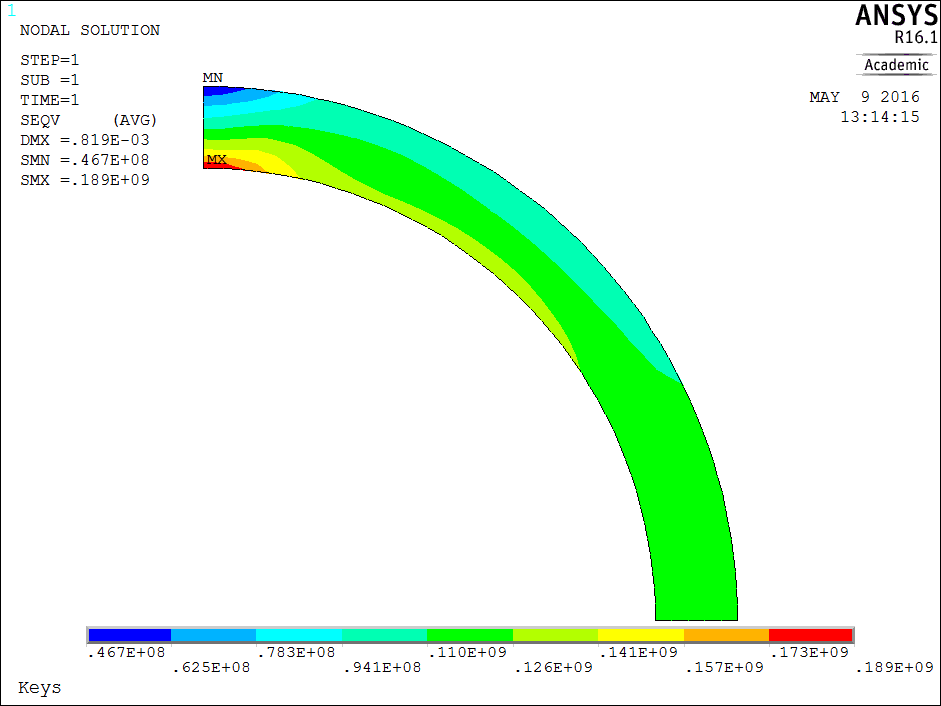 1
NODAL SOLUTION
STEP=1
SUB =1
TIME=1
SEQV     (AVG)
DMX =.819E-03
SMN =.467E+08
SMX =.189E+09
ANSYS
R16.1
Academic
MAY  9 2016
13:14:15
MN
MX
.467E+08 .783E+08 .110E+09 .141E+09 .173E+09
.625E+08 .941E+08 .126E+09 .157E+09 .189E+09
Keys